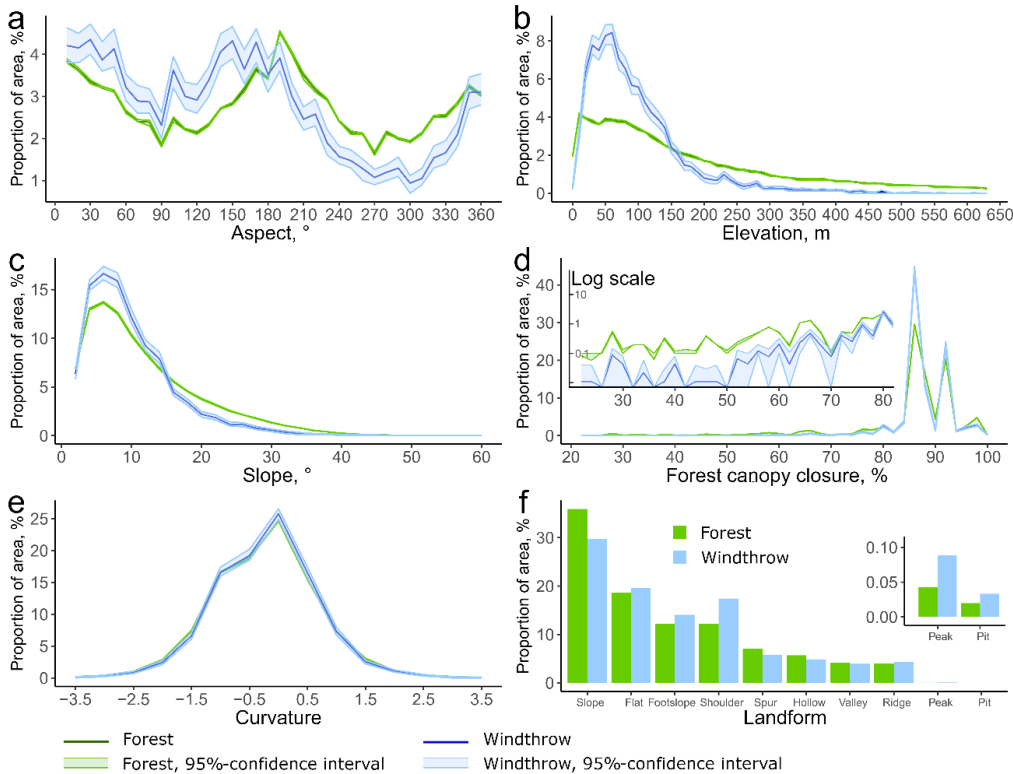 a
Proportion of area, %
4
3
2
1
0 30 60 90 120 150 180 210 240 270 300 330 360
Aspect, °
b
Proportion of area, %
8
6
4
2
0
0 50 100 150 200 250 300 350 400 450 500 550 600 650
Elevation, m
c
Proportion of area, %
15
10
5
0
0 10 20 30 40 50 60
Slope, °
d
Proportion of area, %
40
30
20
10
0
Log scale
10
1
0.1
30 40 50 60 70 80
20 30 40 50 60 70 80 90 100
Forest canopy closure, %
e
Proportion of area, %
25
20
15
10
5
0
−3.5 −2.5 −1.5 −0.5 0.5 1.5 2.5 3.5
Curvature
f
Proportion of area, %
30
20
10
0
Forest
Windthrow
0.10
0.05
0.00
Peak Pit
Slope Flat Footslope Shoulder Spur Hollow Valley Ridge Peak Pit
Landform
Forest
Windthrow
Forest, 95%-confidence interval
Windthrow, 95%-confidence interval